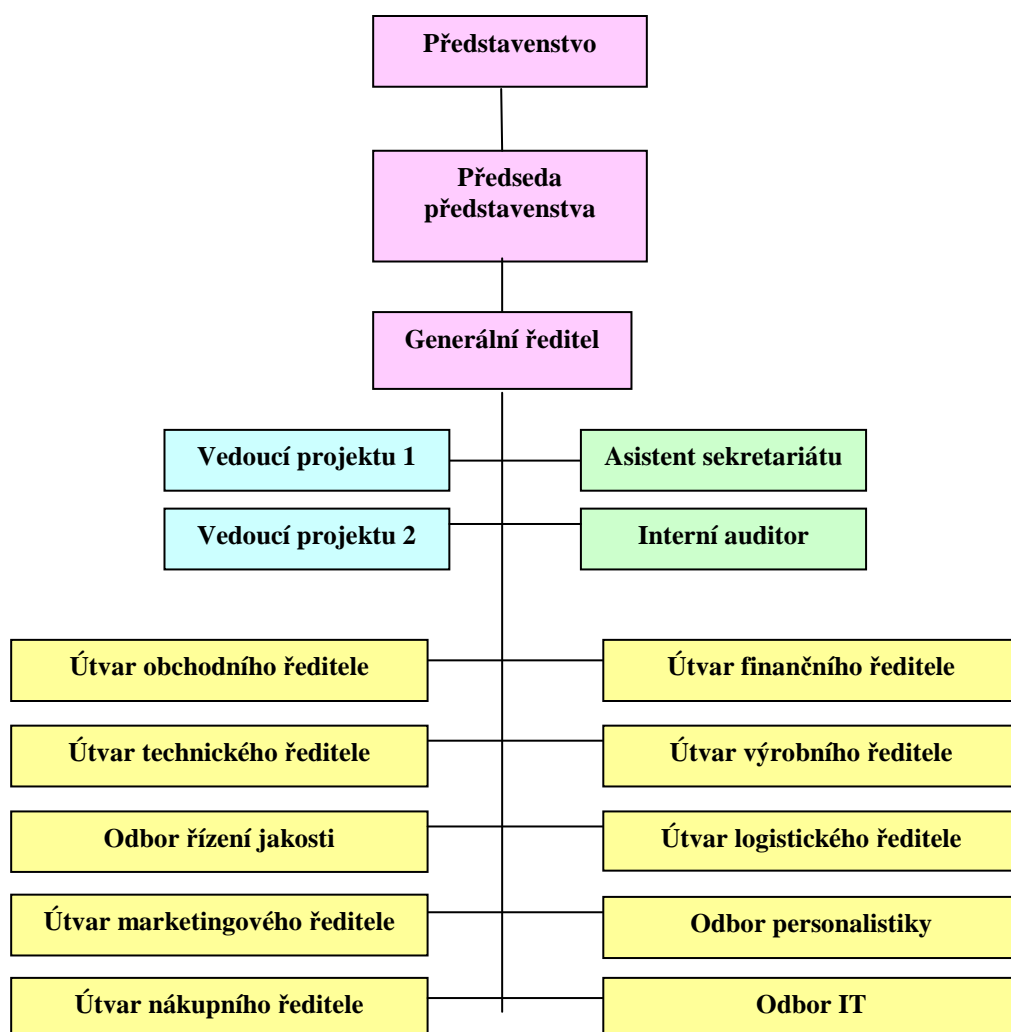 Představenstvo
Předseda
představenstva
Generální ředitel
Vedoucí projektu 1
Asistent sekretariátu
Vedoucí projektu 2
Interní auditor
Útvar obchodního ředitele
Útvar finančního ředitele
Útvar technického ředitele
Útvar výrobního ředitele
Odbor řízení jakosti
Útvar logistického ředitele
Útvar marketingového ředitele
Odbor personalistiky
Útvar nákupního ředitele
Odbor IT